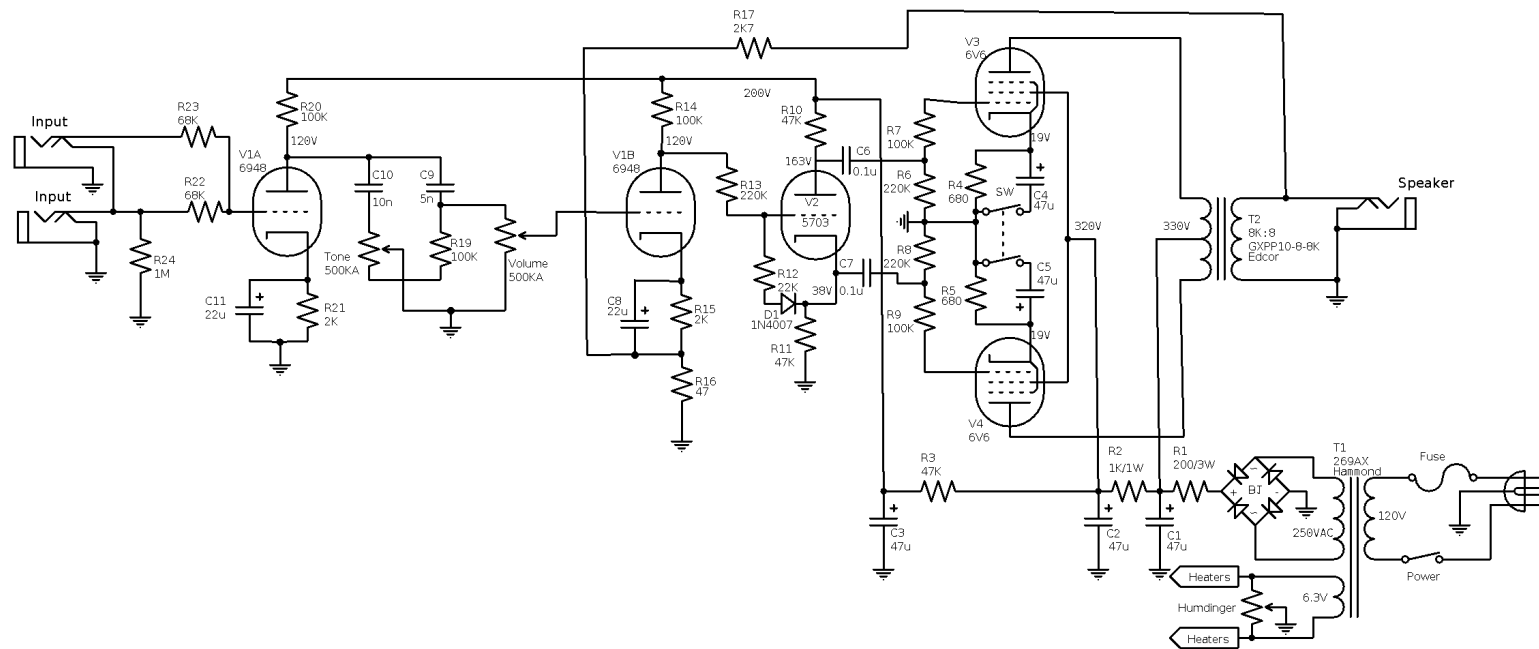 R17
2K7
V3
6V6
R23
68K
R20
100K
R14
100K
200V
R10
47K
Input
120V
120V
19V
V1A
6948
V1B
6948
R7
100K
C6
0.1u
163V
Input
R22
68K
C10
10n
C9
5n
R13
220K
V2
5703
R6
220K
R4
680
SW
C4
47u
Speaker
320V
330V
T2
8K:8
GXPP10-8-8K
Edcor
R24
1M
Tone
500KA
R19
100K
Volume
500KA
R12
22K
C7
0.1u
R8
220K
C5
47u
C11
22u
R21
2K
C8
22u
R15
2K
38V
D1
1N4007
R11
47K
R9
100K
R5
680
19V
R16
47
V4
6V6
R3
47K
R2
1K/1W
R1
200/3W
T1
269AX
Hammond
Fuse
~
+ BJ -
~
120V
250VAC
C3
47u
C2
47u
C1
47u
Heaters
Power
6.3V
Humdinger
Heaters